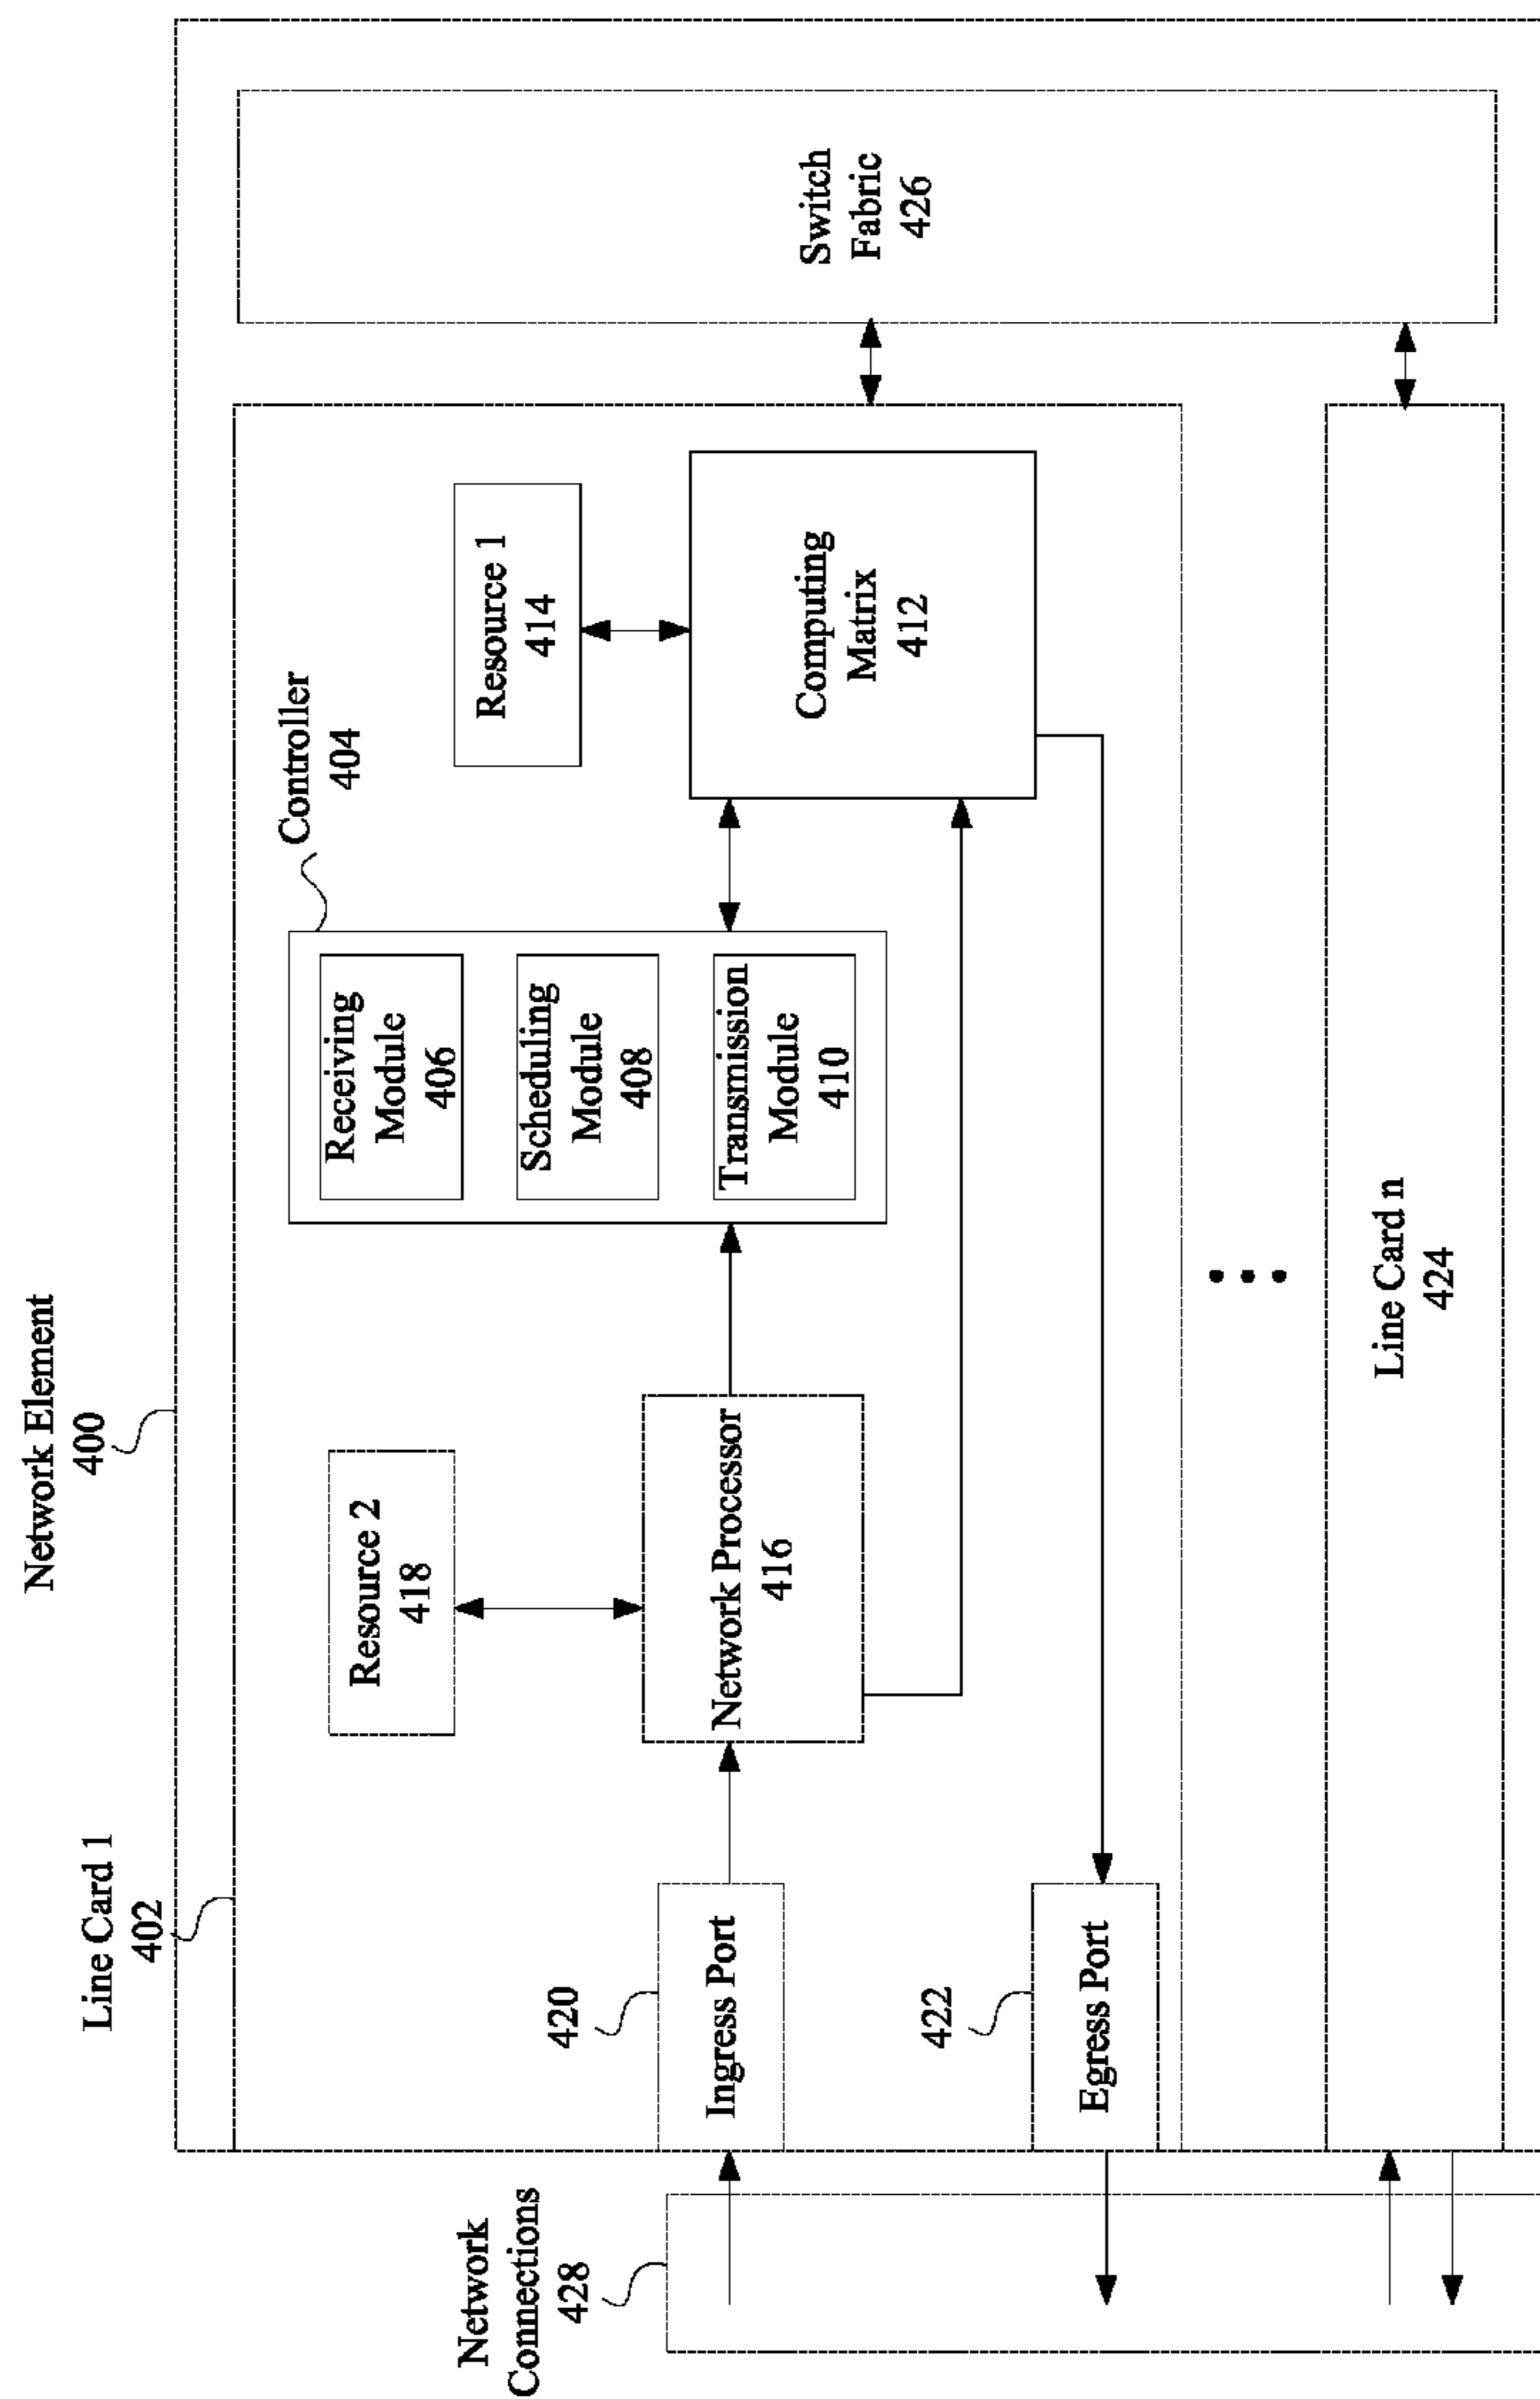 Network Element
400
Line Card 1
402
Controller
404
Resource 2
418
Receiving
Module
406
Resource 1
414
Scheduling
Module
408
Network
Connections
428
420
Ingress Port
Network Processor
416
Transmission
Module
410
Computing
Matrix
412
Switch
Fabric
426
422
Egress Port
Line Card n
424